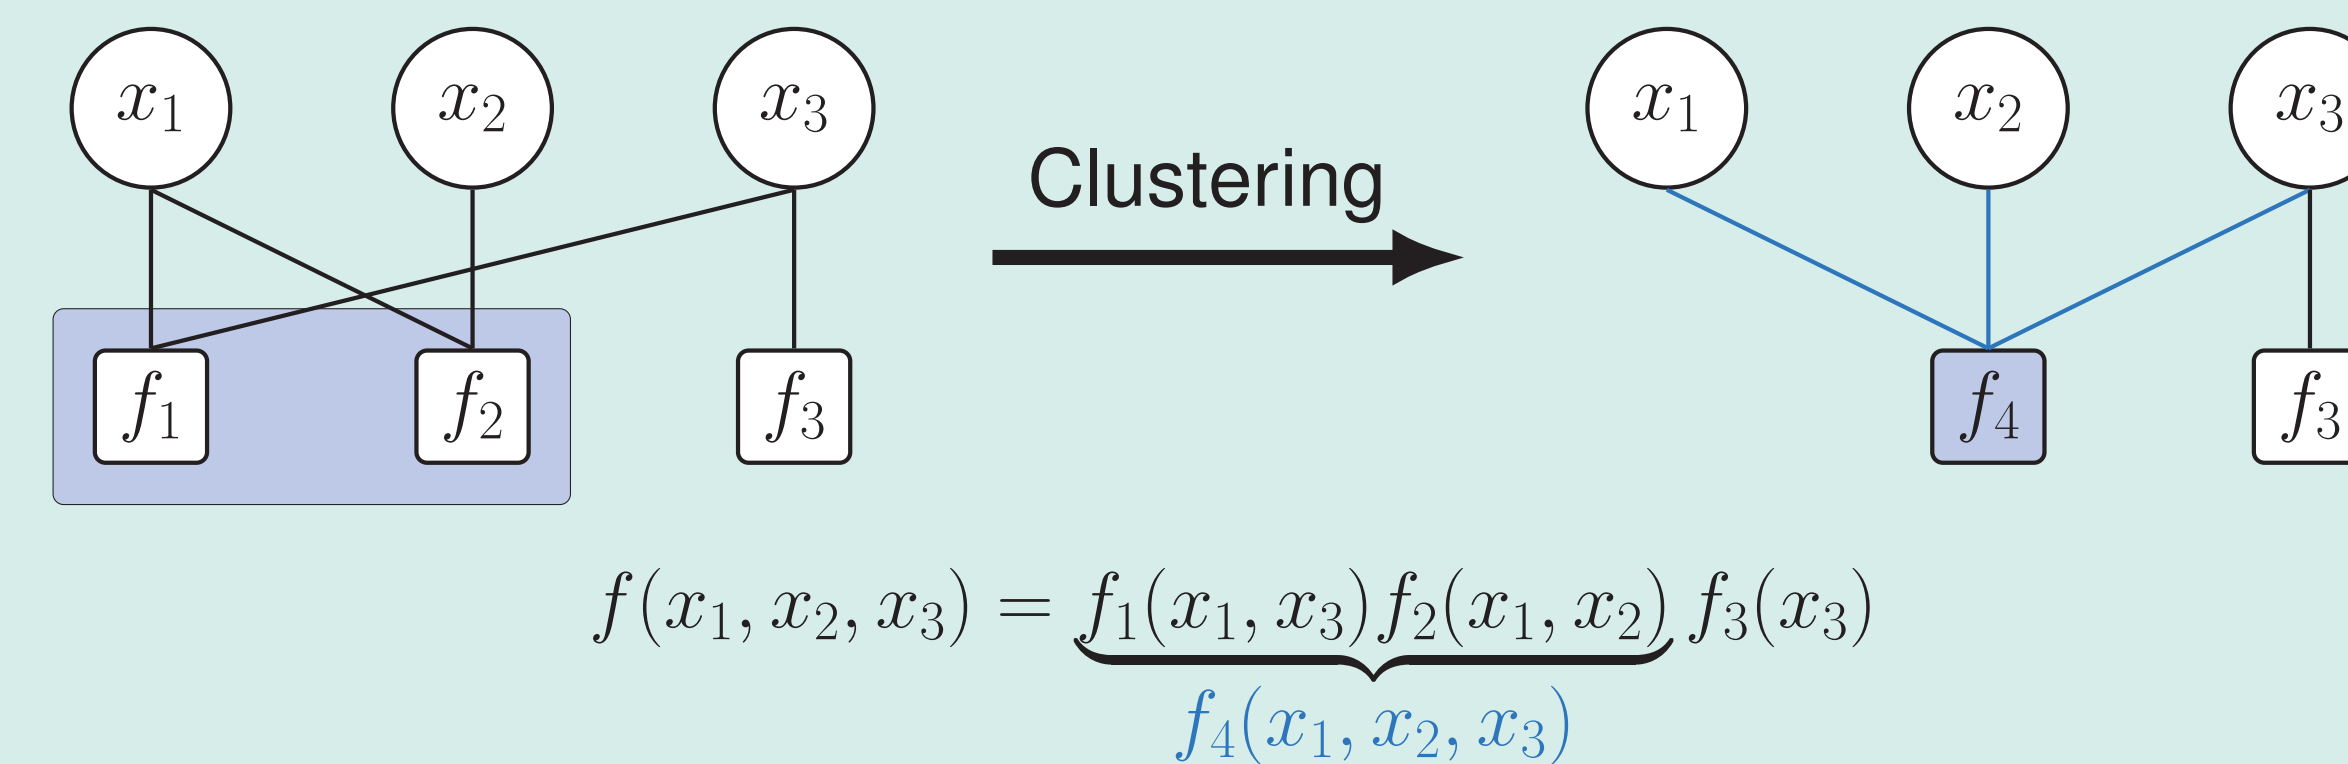 x₁ x₂ x₃ x₁ x₂ x₃
Clustering
f₁ f₂ f₃ f₄ f₃
f(x₁, x₂, x₃) = f₁(x₁, x₃)f₂(x₁, x₂) f₃(x₃)
f₄(x₁, x₂, x₃)